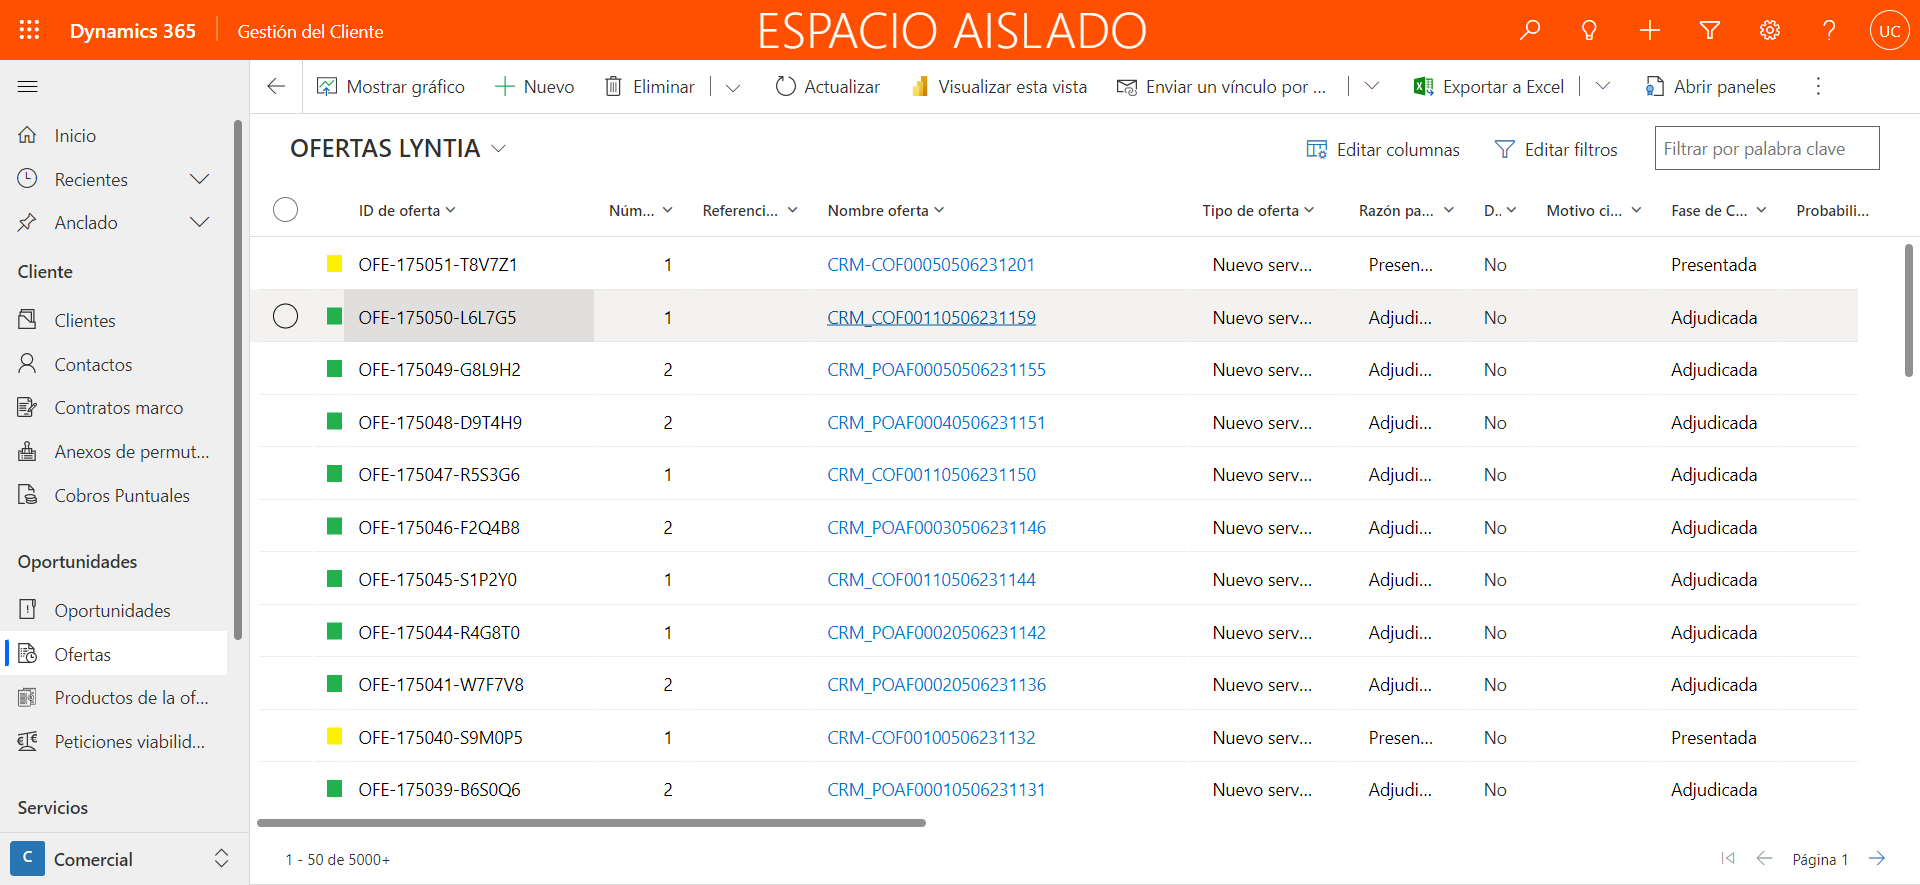 Dynamics 365
Gestión del Cliente
ESPACIO AISLADO
UC
Mostrar gráfico
Nuevo
Eliminar
Actualizar
Visualizar esta vista
Enviar un vínculo por ...
Exportar a Excel
Abrir paneles
Inicio
Recientes
Anclado
Cliente
Clientes
Contactos
Contratos marco
Anexos de permut...
Cobros Puntuales
Oportunidades
Oportunidades
Ofertas
Productos de la of...
Peticiones viabilid...
Servicios
C Comercial
OFERTAS LYNTIA
Editar columnas
Editar filtros
Filtrar por palabra clave
ID de oferta Núm... Referenci... Nombre oferta Tipo de oferta Razón pa... D.. Motivo ci... Fase de C... Probabili...
OFE-175051-T8V7Z1 1 CRM-COF00050506231201 Nuevo serv... Presen... No Presentada
OFE-175050-L6L7G5 1 CRM_COF00110506231159 Nuevo serv... Adjudi... No Adjudicada
OFE-175049-G8L9H2 2 CRM_POAF00050506231155 Nuevo serv... Adjudi... No Adjudicada
OFE-175048-D9T4H9 2 CRM_POAF00040506231151 Nuevo serv... Adjudi... No Adjudicada
OFE-175047-R5S3G6 1 CRM_COF00110506231150 Nuevo serv... Adjudi... No Adjudicada
OFE-175046-F2Q4B8 2 CRM_POAF00030506231146 Nuevo serv... Adjudi... No Adjudicada
OFE-175045-S1P2Y0 1 CRM_COF00110506231144 Nuevo serv... Adjudi... No Adjudicada
OFE-175044-R4G8T0 1 CRM_POAF00020506231142 Nuevo serv... Adjudi... No Adjudicada
OFE-175041-W7F7V8 2 CRM_POAF00020506231136 Nuevo serv... Adjudi... No Adjudicada
OFE-175040-S9M0P5 1 CRM-COF00100506231132 Nuevo serv... Presen... No Presentada
OFE-175039-B6S0Q6 2 CRM_POAF00010506231131 Nuevo serv... Adjudi... No Adjudicada
1 - 50 de 5000+
Página 1